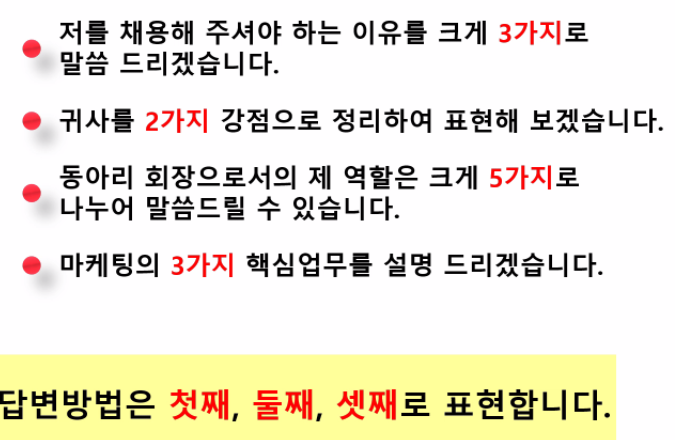 저를 채용해 주셔야 하는 이유를 크게 3가지로
말씀 드리겠습니다.
귀사를 2가지 강점으로 정리하여 표현해 보겠습니다.
동아리 회장으로서의 제 역할은 크게 5가지로
나누어 말씀드릴 수 있습니다.
마케팅의 3가지 핵심업무를 설명 드리겠습니다.
답변방법은 첫째, 둘째, 셋째로 표현합니다.